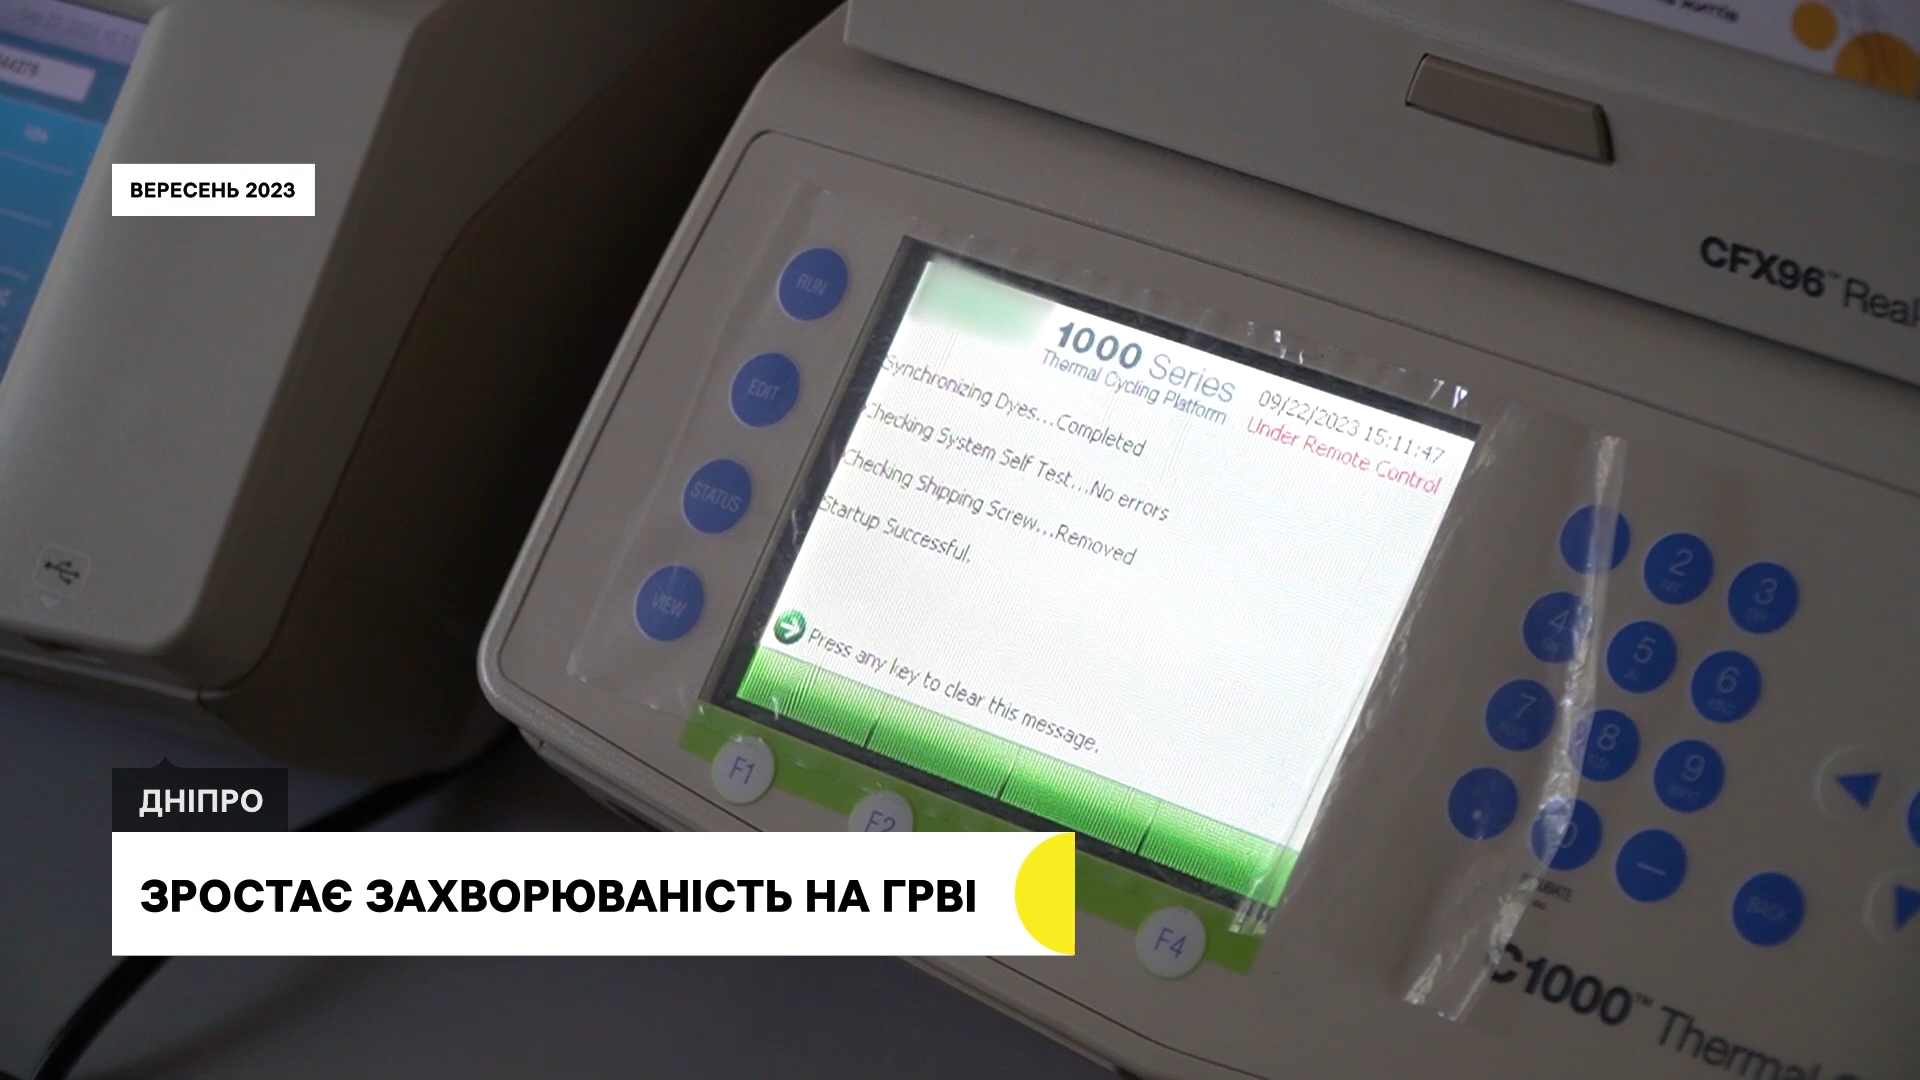 44379
ВЕРЕСЕНЬ 2023
CFX96™ Real
RUN
EDIT
STATUS
VIEW
1000 Series
Thermal Cycling Platform
09/22/2023 15:11:47
Under Remote Control
Synchronizing Dyes...Completed
Checking System Self Test...No errors
Checking Shipping Screw...Removed
Startup Successful.
Press any key to clear this message.
F1
F2
F4
2
ABC
3
4
5
6
7
8
9
0
BACK
C1000™ Thermal
ДНІПРО
ЗРОСТАЄ ЗАХВОРЮВАНІСТЬ НА ГРВІ